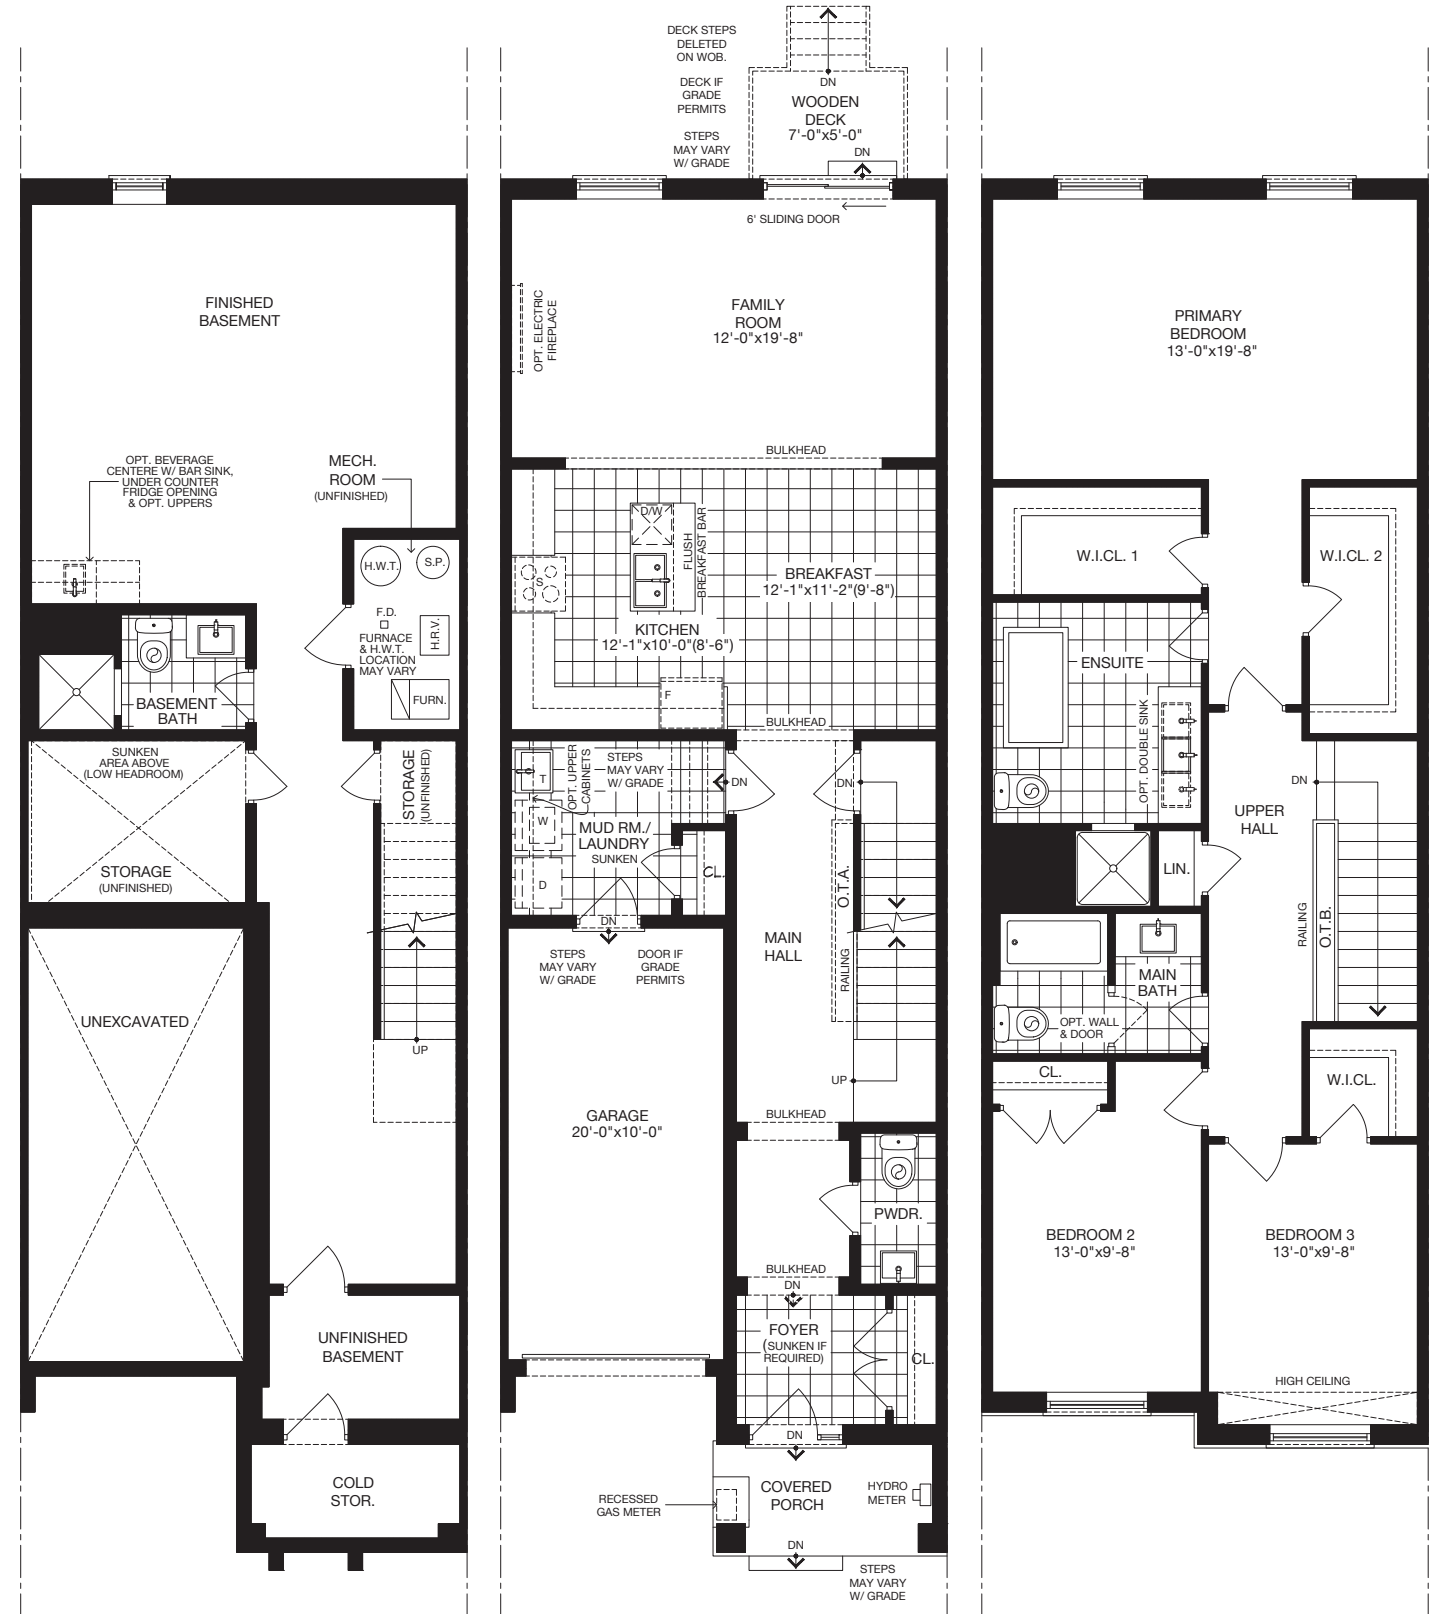 FINISHED
BASEMENT
OPT. BEVERAGE
CENTERE W/ BAR SINK,
UNDER COUNTER
FRIDGE OPENING
& OPT. UPPERS
MECH.
ROOM
(UNFINISHED)
H.W.T.
S.P.
F.D.
FURNACE
& H.W.T.
LOCATION
MAY VARY
H.R.V.
FURN.
BASEMENT
BATH
SUNKEN
AREA ABOVE
(LOW HEADROOM)
STORAGE
(UNFINISHED)
STORAGE
(UNFINISHED)
UNEXCAVATED
UP
UNFINISHED
BASEMENT
COLD
STOR.
DECK STEPS
DELETED
ON WOB.
DECK IF
GRADE
PERMITS
STEPS
MAY VARY
W/ GRADE
DN
WOODEN
DECK
7'-0"x5'-0"
DN
6' SLIDING DOOR
OPT. ELECTRIC
FIREPLACE
FAMILY
ROOM
12'-0"x19'-8"
BULKHEAD
D/W
FLUSH
BREAKFAST BAR
S
BREAKFAST
12'-1"x11'-2"(9'-8")
KITCHEN
12'-1"x10'-0"(8'-6")
F
BULKHEAD
T
OPT. UPPER
CABINETS
STEPS
MAY VARY
W/ GRADE
DN
DN
W
MUD RM./
LAUNDRY
SUNKEN
D
CL.
O.T.A.
RAILING
DN
STEPS
MAY VARY
W/ GRADE
DOOR IF
GRADE
PERMITS
MAIN
HALL
UP
GARAGE
20'-0"x10'-0"
BULKHEAD
PWDR.
BULKHEAD
DN
FOYER
(SUNKEN IF
REQUIRED)
CL.
DN
COVERED
PORCH
HYDRO
METER
RECESSED
GAS METER
DN
STEPS
MAY VARY
W/ GRADE
PRIMARY
BEDROOM
13'-0"x19'-8"
W.I.CL. 1
W.I.CL. 2
ENSUITE
OPT. DOUBLE SINK
DN
UPPER
HALL
LIN.
RAILING
O.T.B.
MAIN
BATH
OPT. WALL
& DOOR
CL.
W.I.CL.
BEDROOM 2
13'-0"x9'-8"
BEDROOM 3
13'-0"x9'-8"
HIGH CEILING